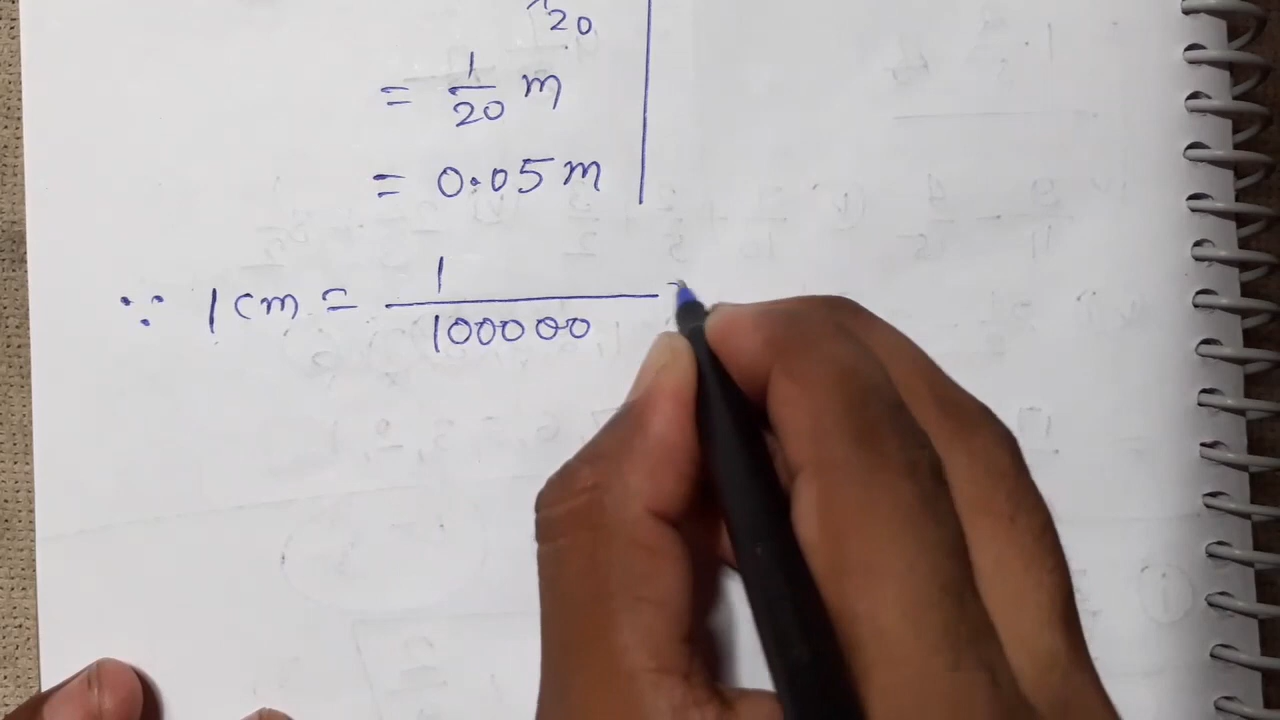 20
= 1/20 m
= 0.05 m
∵ 1 cm = 1/100000